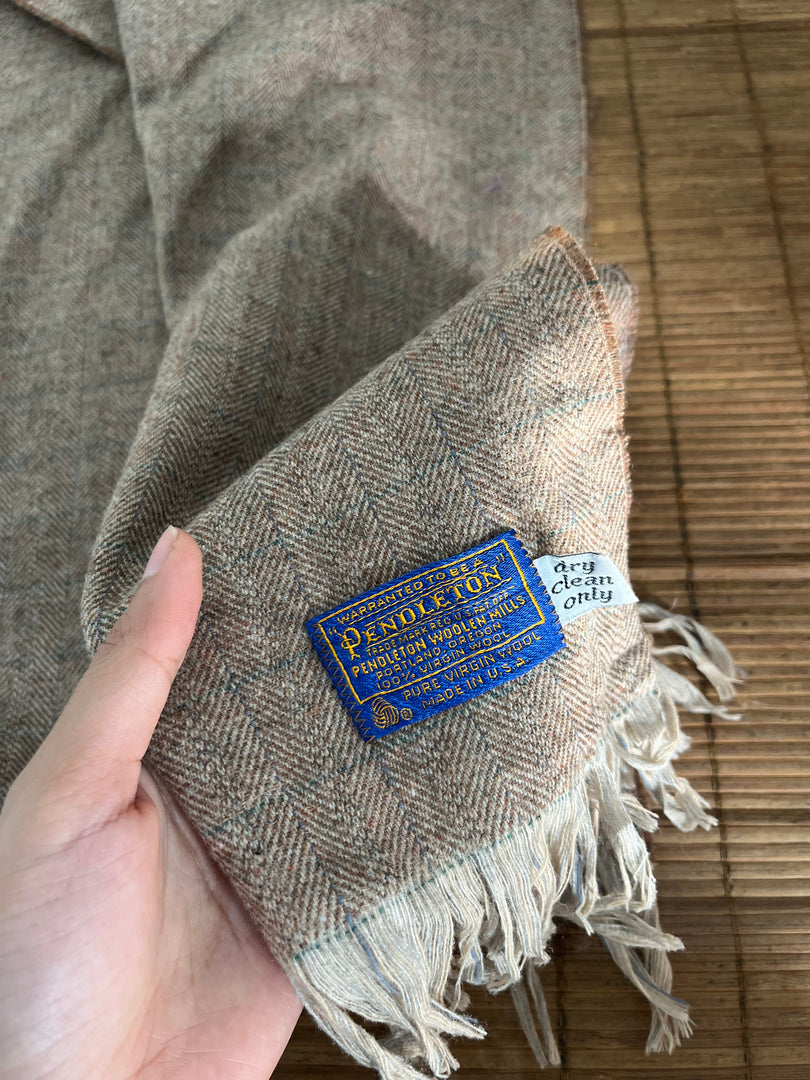 "WARRANTED TO BE A
PENDLETON"
TRADE MARK REG U.S. PAT. OFF.
PENDLETON WOOLEN MILLS
PORTLAND, OREGON
100% VIRGIN WOOL
PURE VIRGIN WOOL
® MADE IN U.S.A.
dry
clean
only